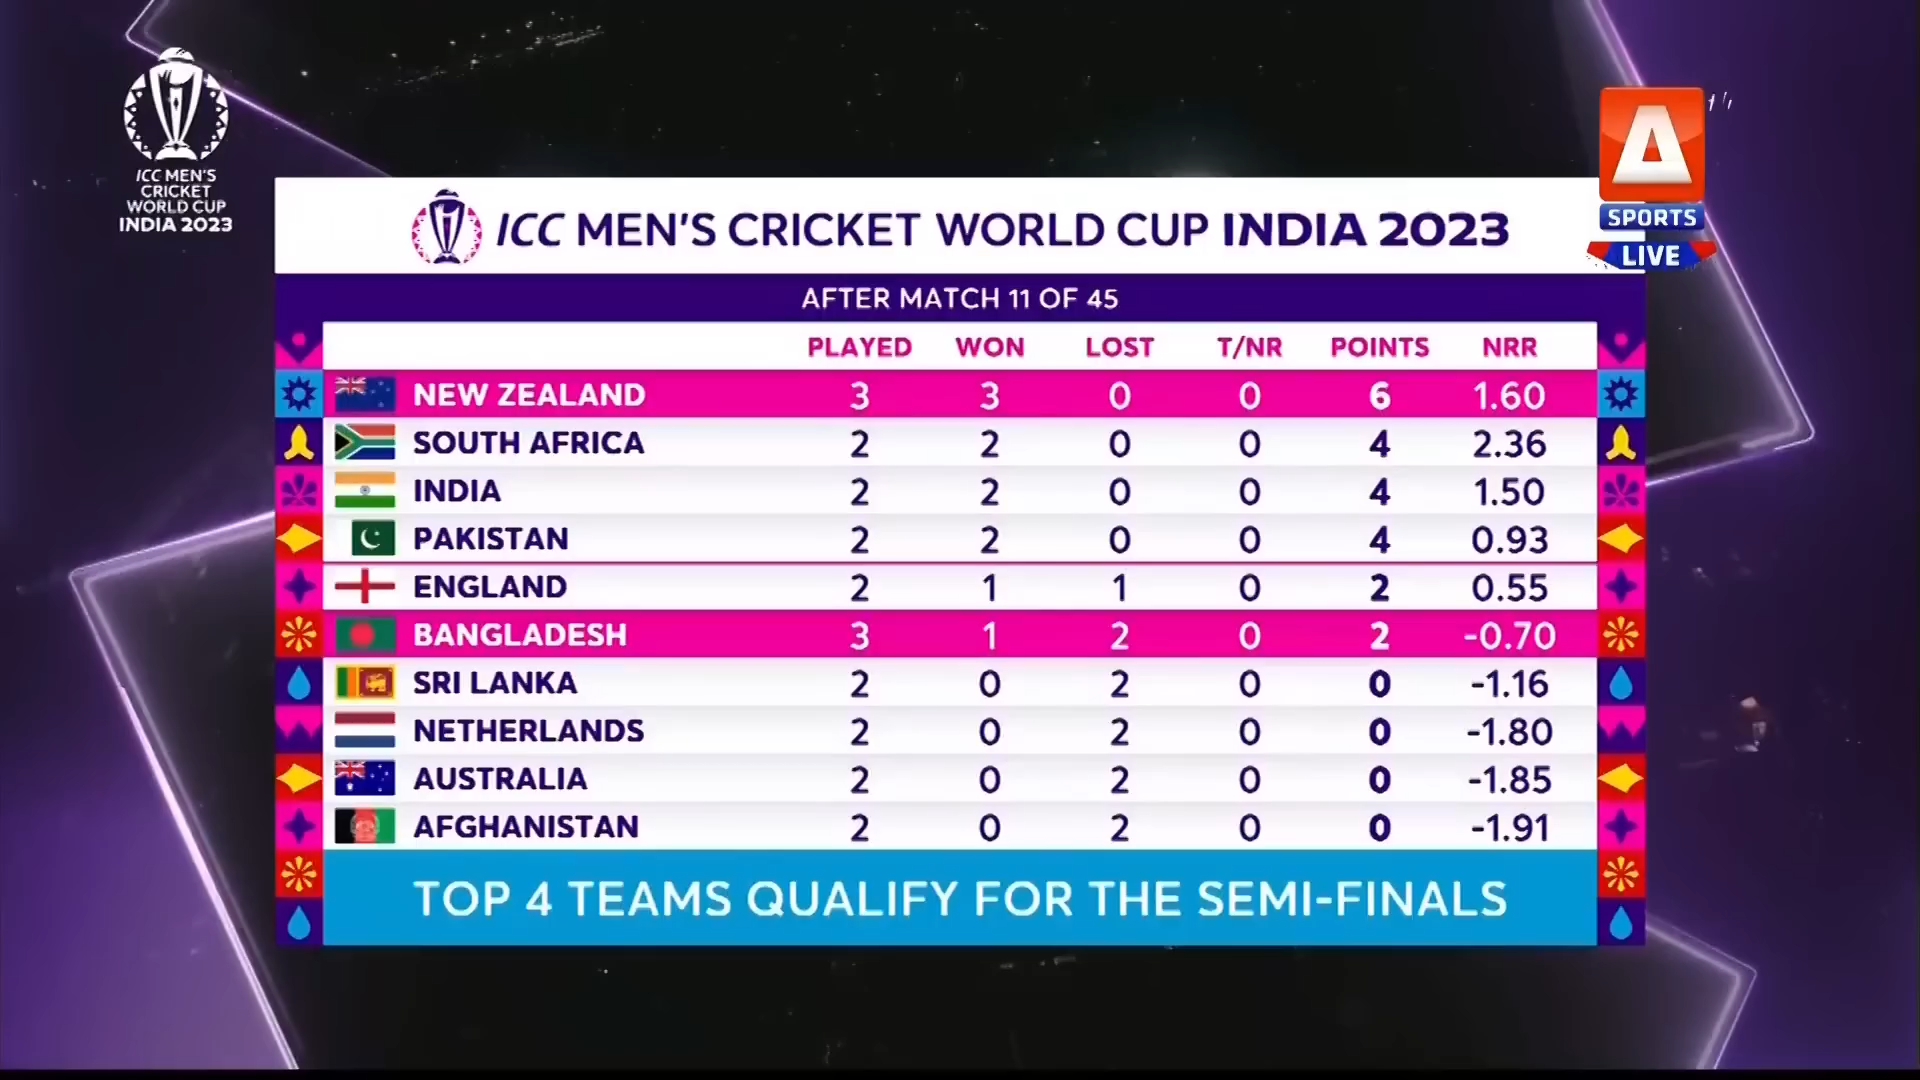 ICC MEN'S
CRICKET
WORLD CUP
INDIA 2023
A
SPORTS
LIVE
ICC MEN'S CRICKET WORLD CUP INDIA 2023
AFTER MATCH 11 OF 45
PLAYED WON LOST T/NR POINTS NRR
NEW ZEALAND 3 3 0 0 6 1.60
SOUTH AFRICA 2 2 0 0 4 2.36
INDIA 2 2 0 0 4 1.50
PAKISTAN 2 2 0 0 4 0.93
ENGLAND 2 1 1 0 2 0.55
BANGLADESH 3 1 2 0 2 -0.70
SRI LANKA 2 0 2 0 0 -1.16
NETHERLANDS 2 0 2 0 0 -1.80
AUSTRALIA 2 0 2 0 0 -1.85
AFGHANISTAN 2 0 2 0 0 -1.91
TOP 4 TEAMS QUALIFY FOR THE SEMI-FINALS